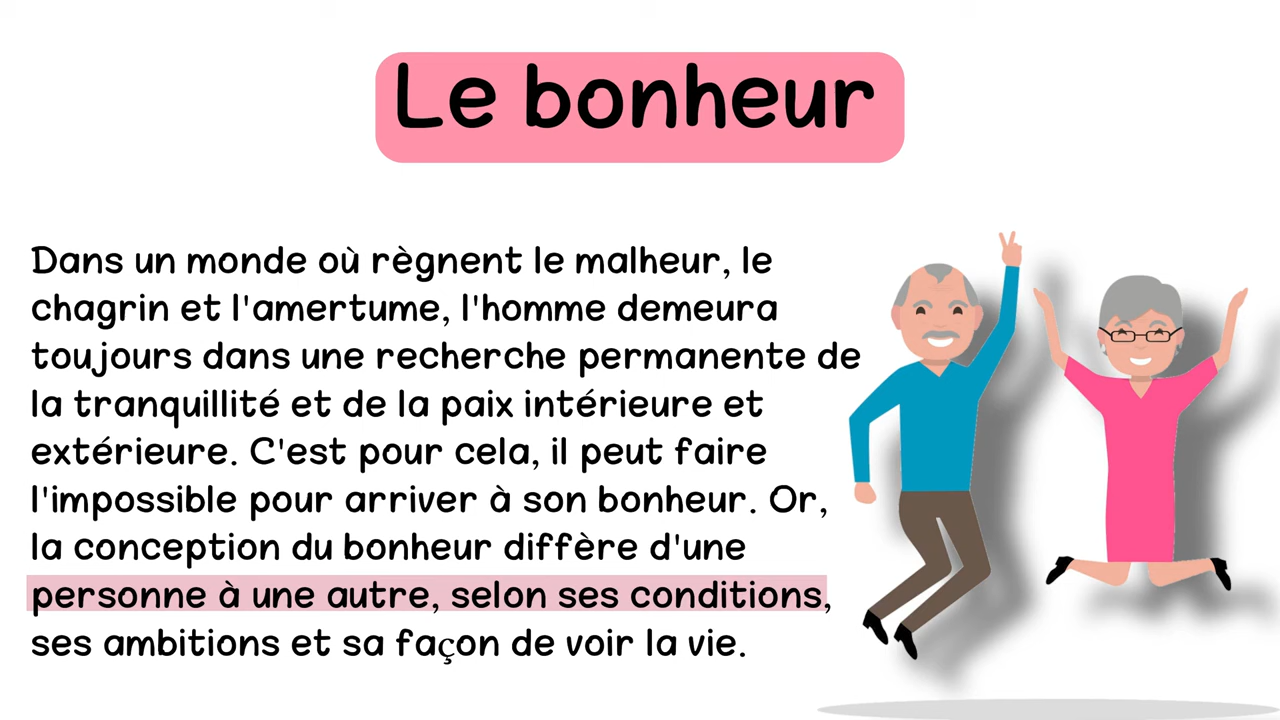 Le bonheur
Dans un monde où règnent le malheur, le
chagrin et l'amertume, l'homme demeura
toujours dans une recherche permanente de
la tranquillité et de la paix intérieure et
extérieure. C'est pour cela, il peut faire
l'impossible pour arriver à son bonheur. Or,
la conception du bonheur diffère d'une
personne à une autre, selon ses conditions,
ses ambitions et sa façon de voir la vie.